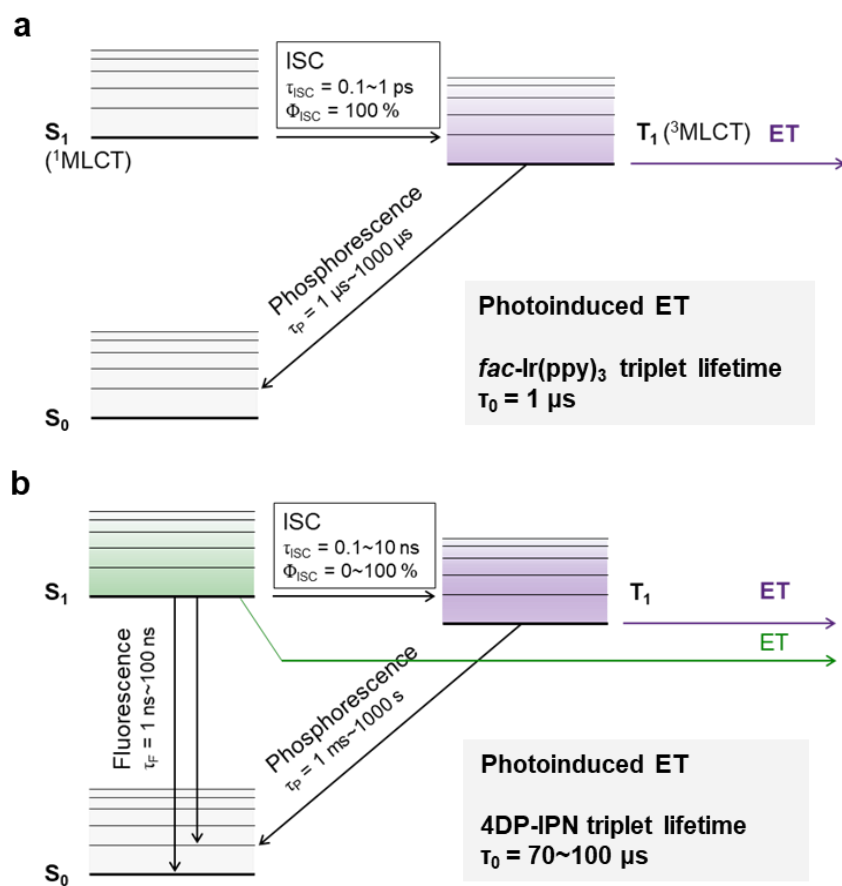 a
ISC
τISC = 0.1~1 ps
ΦISC = 100 %
S₁
(¹MLCT)
T₁ (³MLCT) ET
Phosphorescence
τP = 1 μs~1000 μs
Photoinduced ET
fac-Ir(ppy)₃ triplet lifetime
τ₀ = 1 μs
S₀
b
ISC
τISC = 0.1~10 ns
ΦISC = 0~100 %
S₁
T₁ ET
ET
Fluorescence
τF = 1 ns~100 ns
Phosphorescence
τP = 1 ms~1000 s
Photoinduced ET
4DP-IPN triplet lifetime
τ₀ = 70~100 μs
S₀